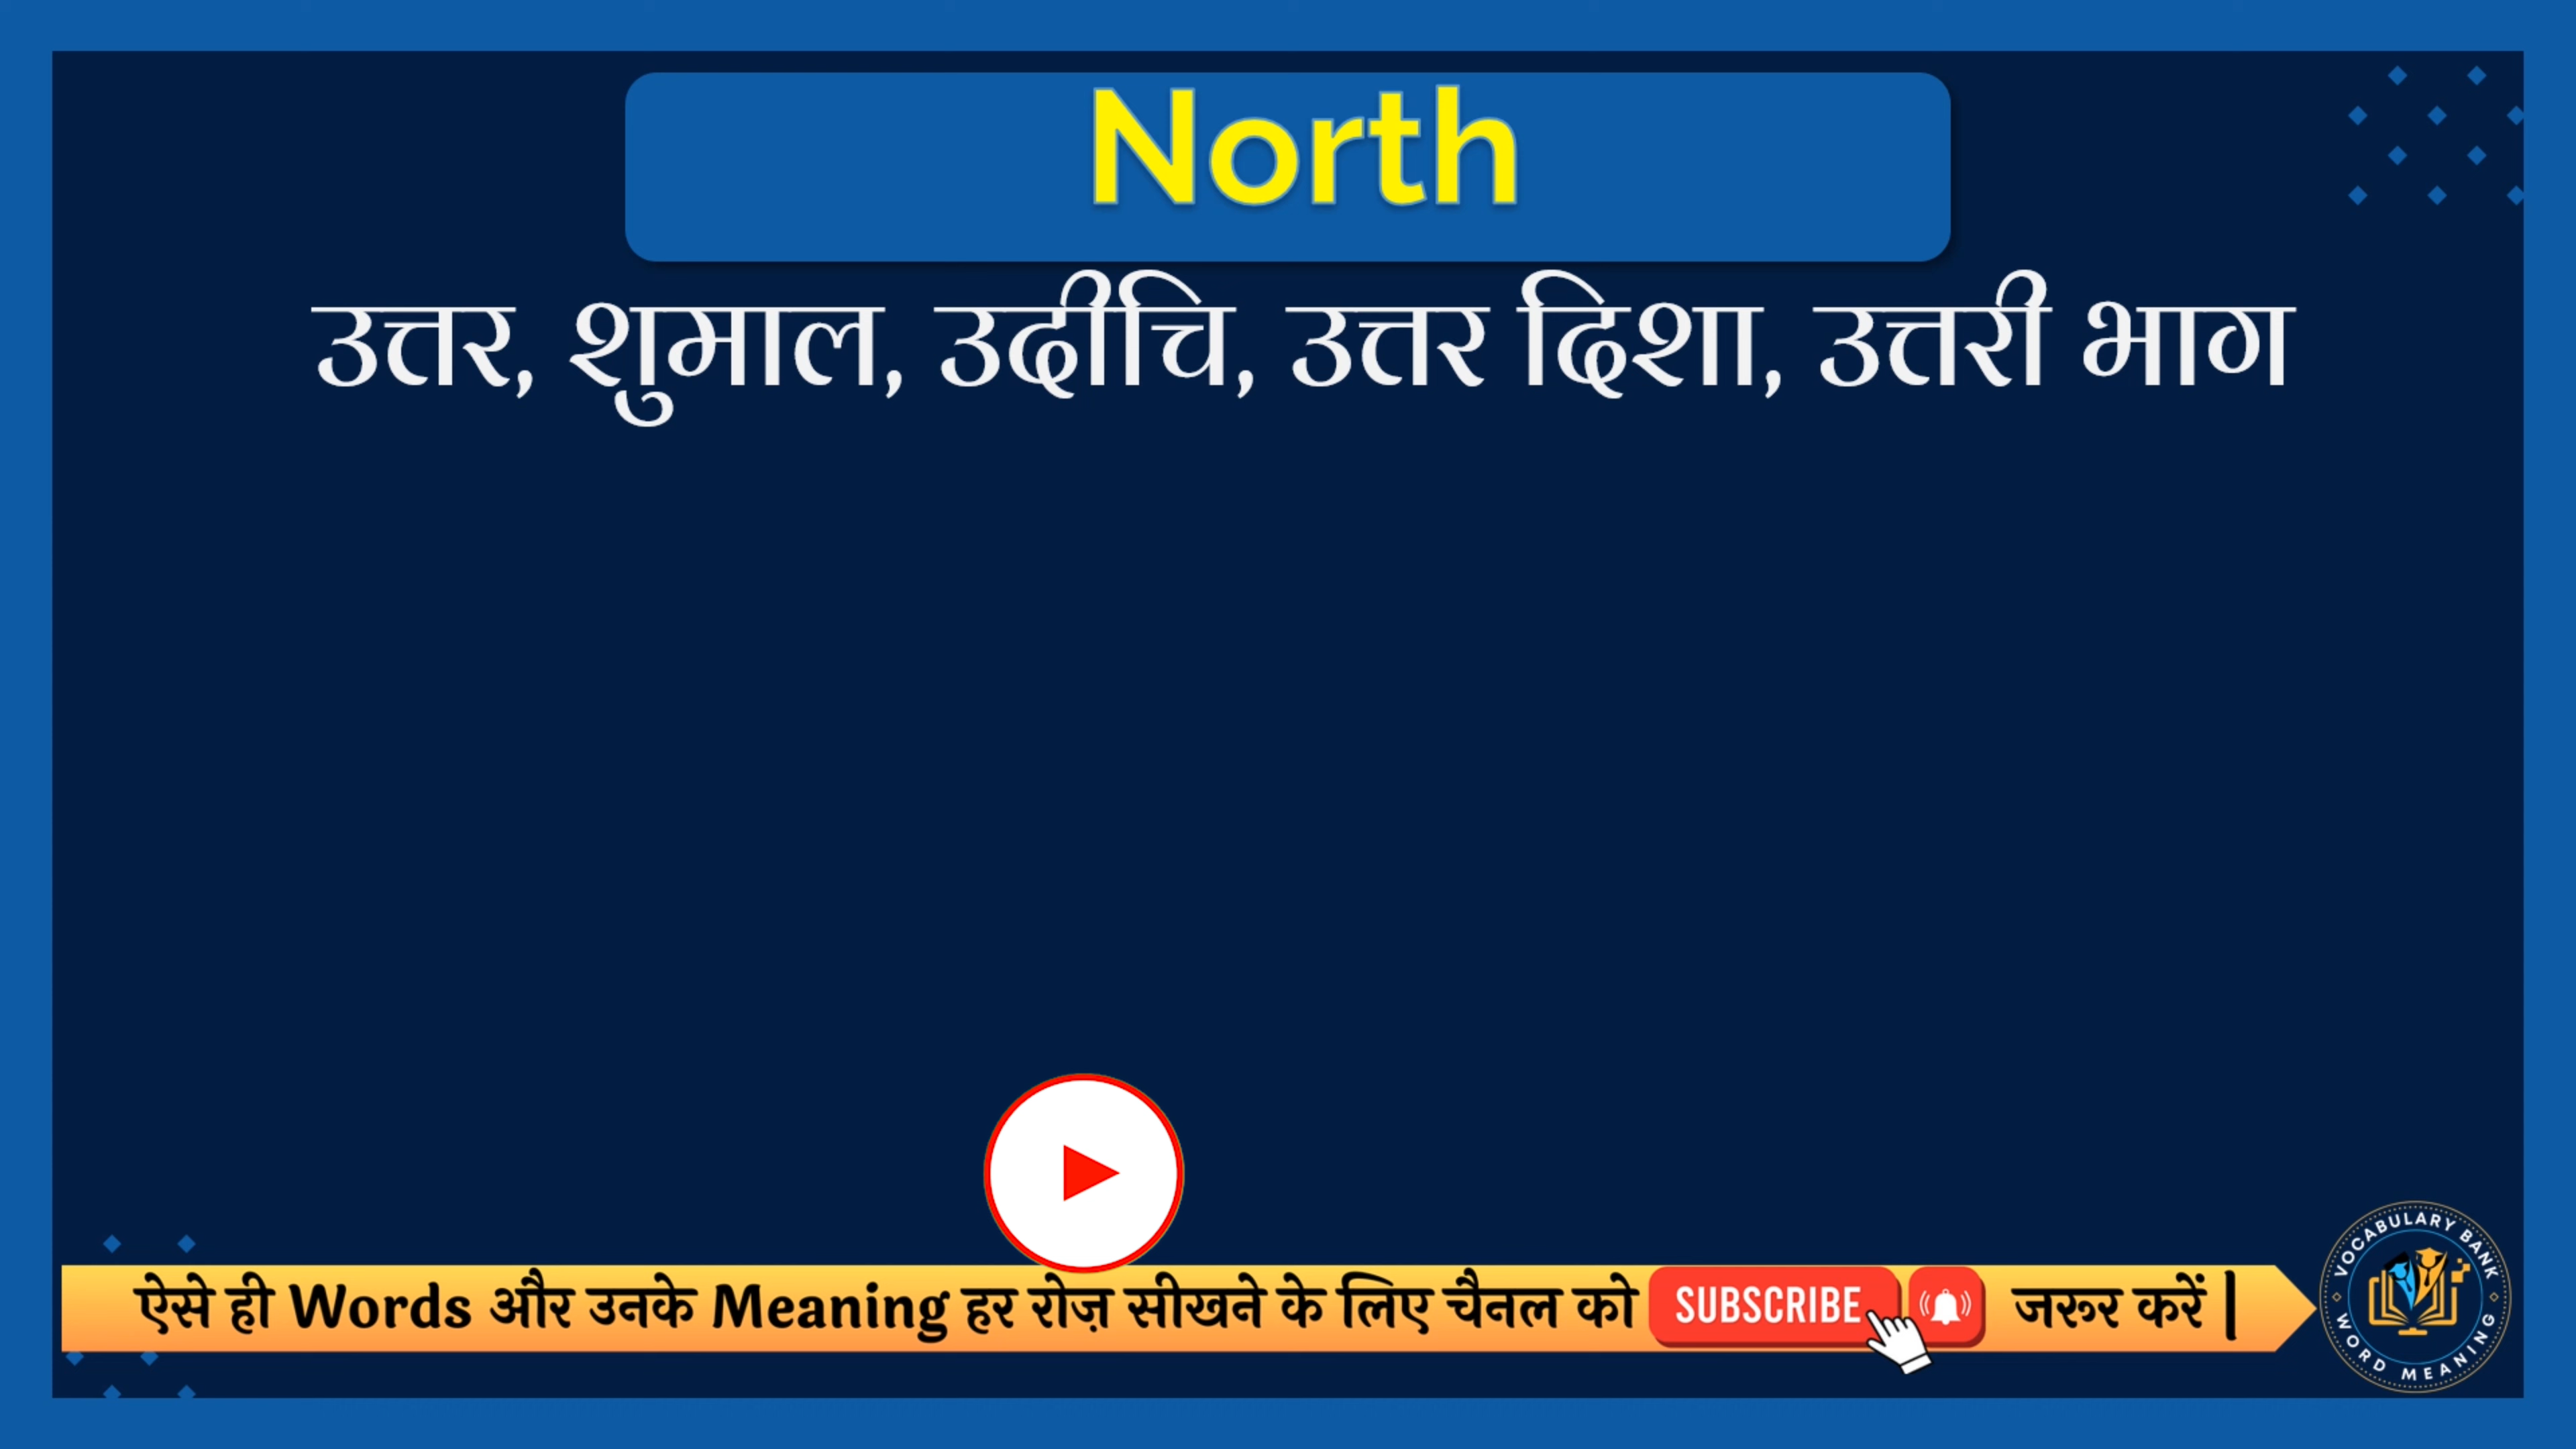 North
उत्तर, शुमाल, उदीचि, उत्तर दिशा, उत्तरी भाग
ऐसे ही Words और उनके Meaning हर रोज़ सीखने के लिए चैनल को SUBSCRIBE जरूर करें |
VOCABULARY BANK
WORD MEANING